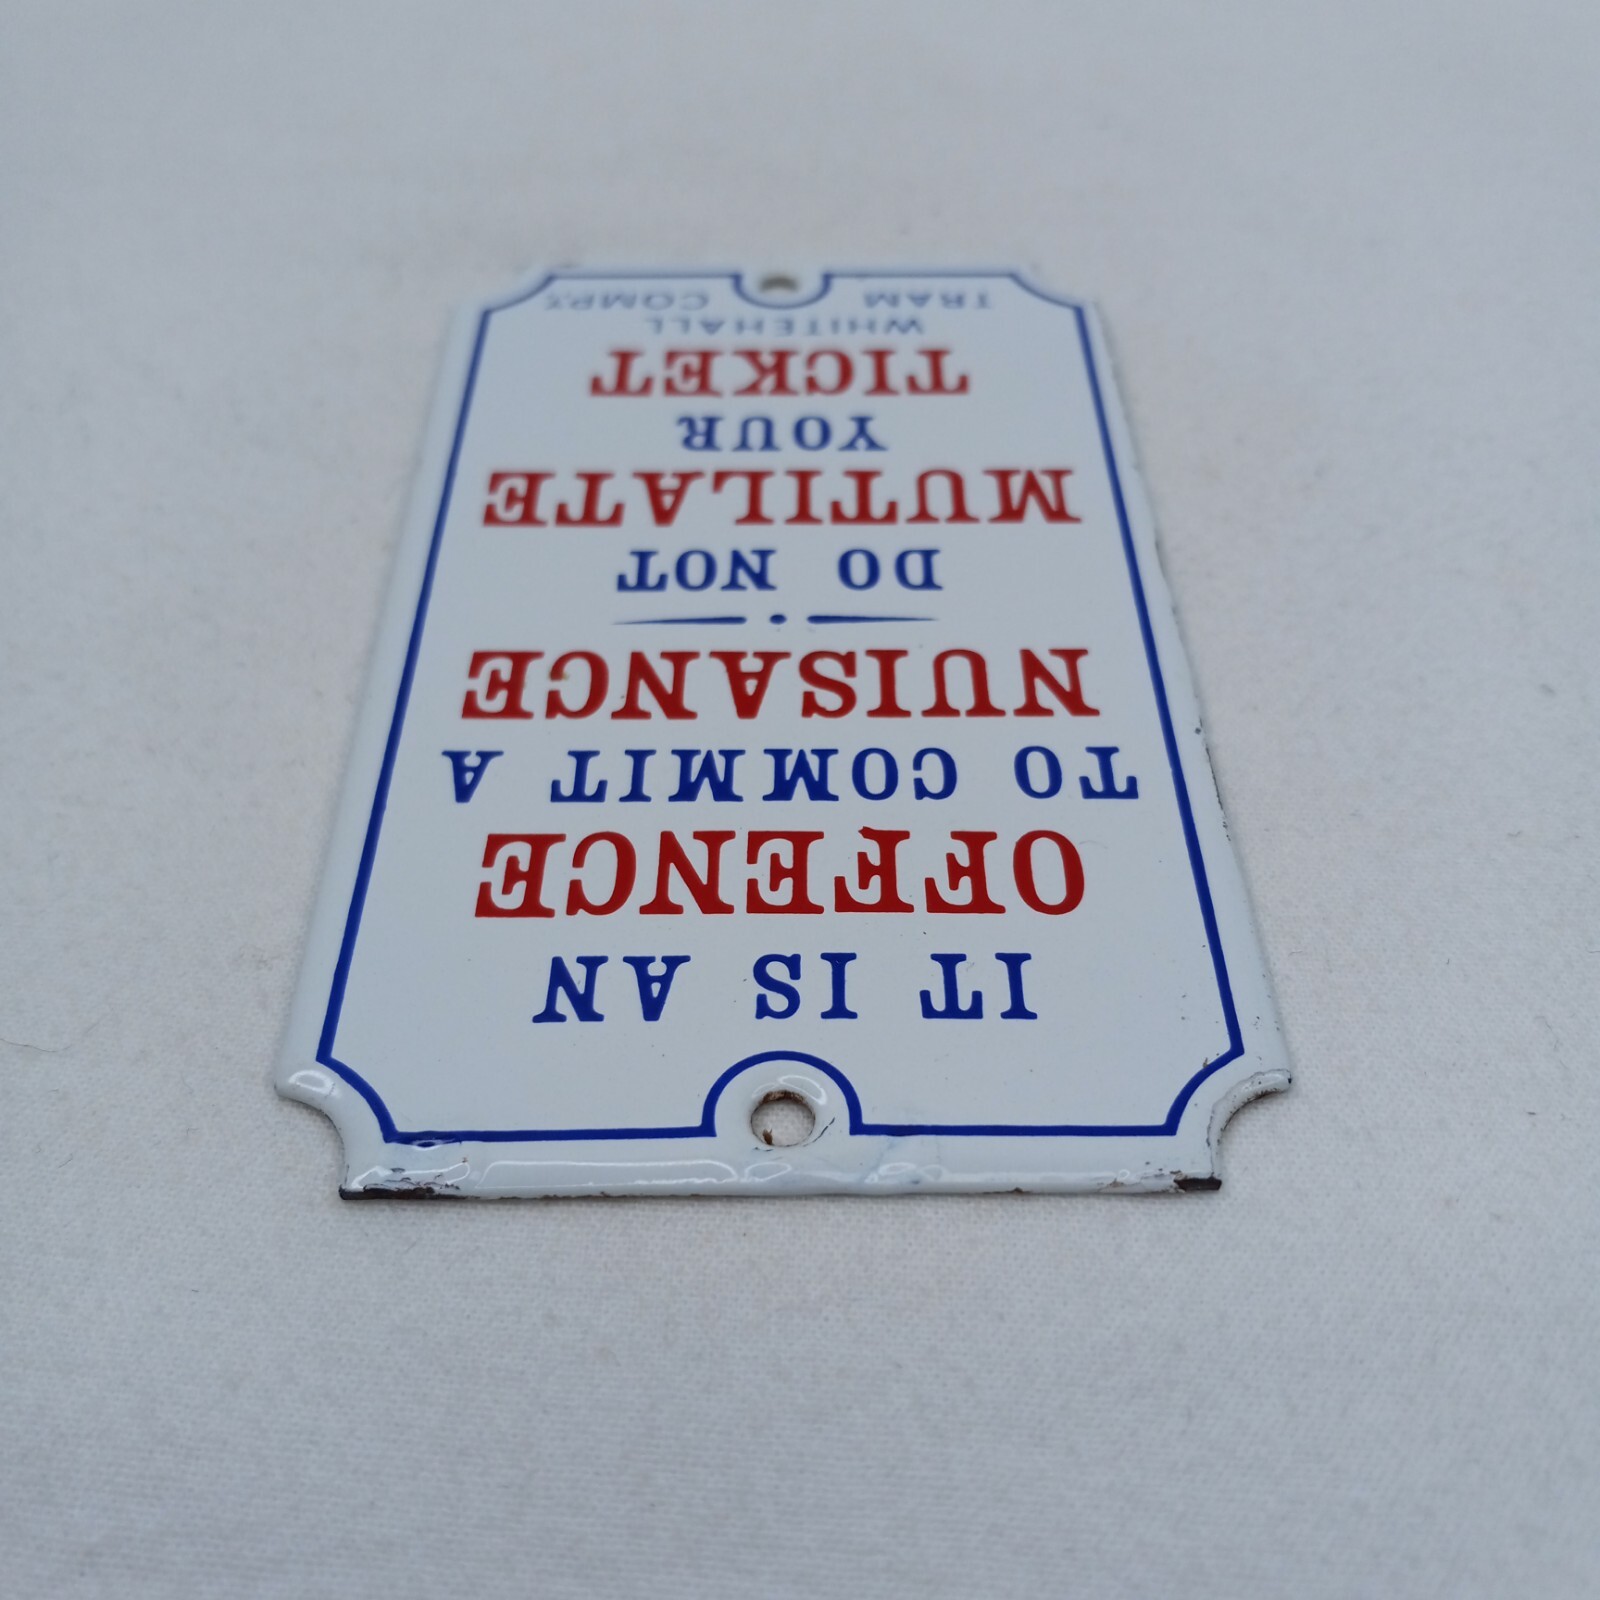 IT IS AN
OFFENCE
TO COMMIT A
NUISANCE
DO NOT
MUTILATE
YOUR
TICKET
WHITEHALL
TRAM COMPY.